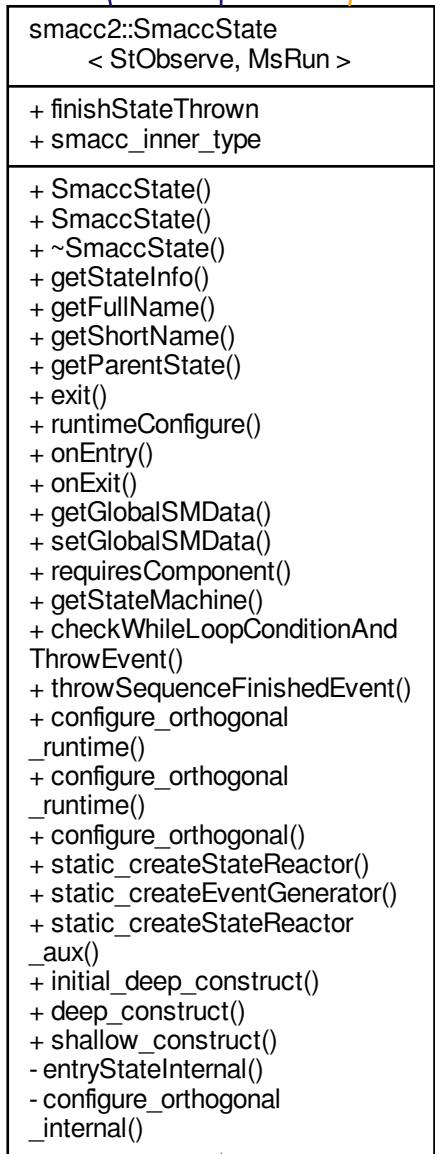 smacc2::SmaccState
< StObserve, MsRun >
+ finishStateThrown
+ smacc_inner_type
+ SmaccState()
+ SmaccState()
+ ~SmaccState()
+ getStateInfo()
+ getFullName()
+ getShortName()
+ getParentState()
+ exit()
+ runtimeConfigure()
+ onEntry()
+ onExit()
+ getGlobalSMData()
+ setGlobalSMData()
+ requiresComponent()
+ getStateMachine()
+ checkWhileLoopConditionAnd
ThrowEvent()
+ throwSequenceFinishedEvent()
+ configure_orthogonal
_runtime()
+ configure_orthogonal
_runtime()
+ configure_orthogonal()
+ static_createStateReactor()
+ static_createEventGenerator()
+ static_createStateReactor
_aux()
+ initial_deep_construct()
+ deep_construct()
+ shallow_construct()
- entryStateInternal()
- configure_orthogonal
_internal()